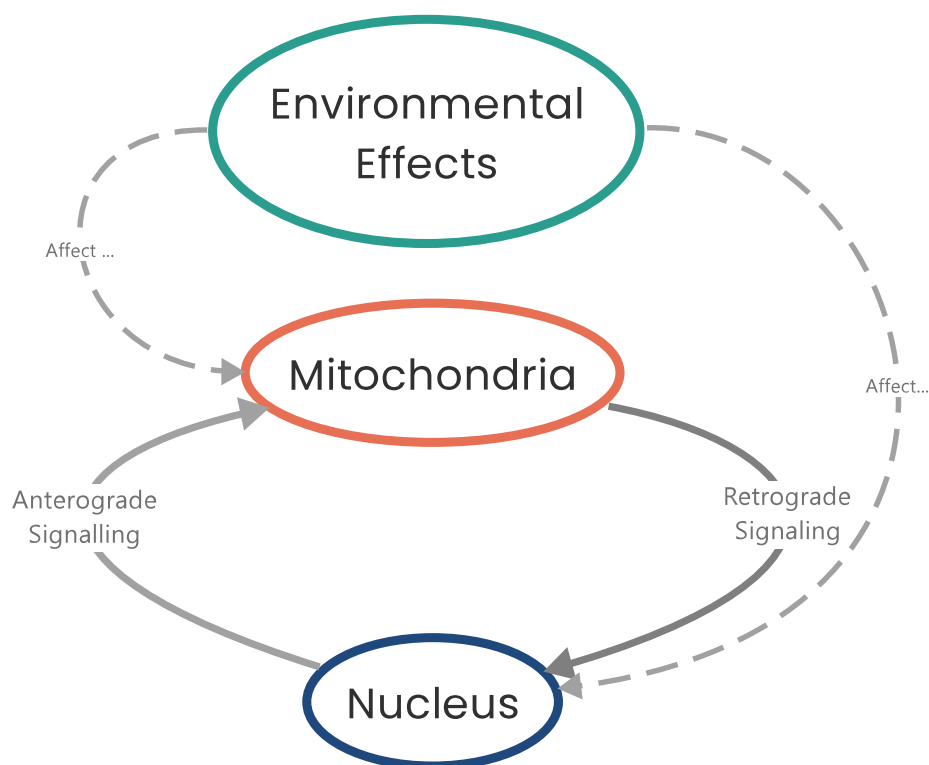 Environmental
Effects
Affect ...
Mitochondria
Affect...
Anterograde
Signalling
Retrograde
Signaling
Nucleus